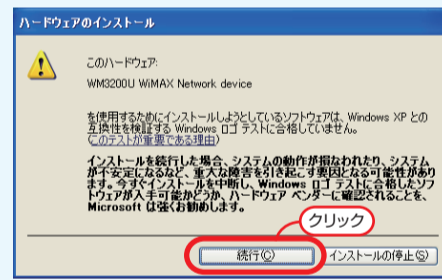 ハードウェアのインストール
このハードウェア:
WM3200U WiMAX Network device
を使用するためにインストールしようとしているソフトウェアは、Windows XP との
互換性を検証する Windows ロゴ テストに合格していません。
(このテストが重要である理由)
インストールを続行した場合、システムの動作が損なわれたり、システム
が不安定になるなど、重大な障害を引き起こす要因となる可能性があり
ます。今すぐインストールを中断し、Windows ロゴ テストに合格したソフ
トウェアが入手可能かどうか、ハードウェア ベンダーに確認されることを、
Microsoft は強くお勧めします。
クリック
続行(C)
インストールの停止(S)